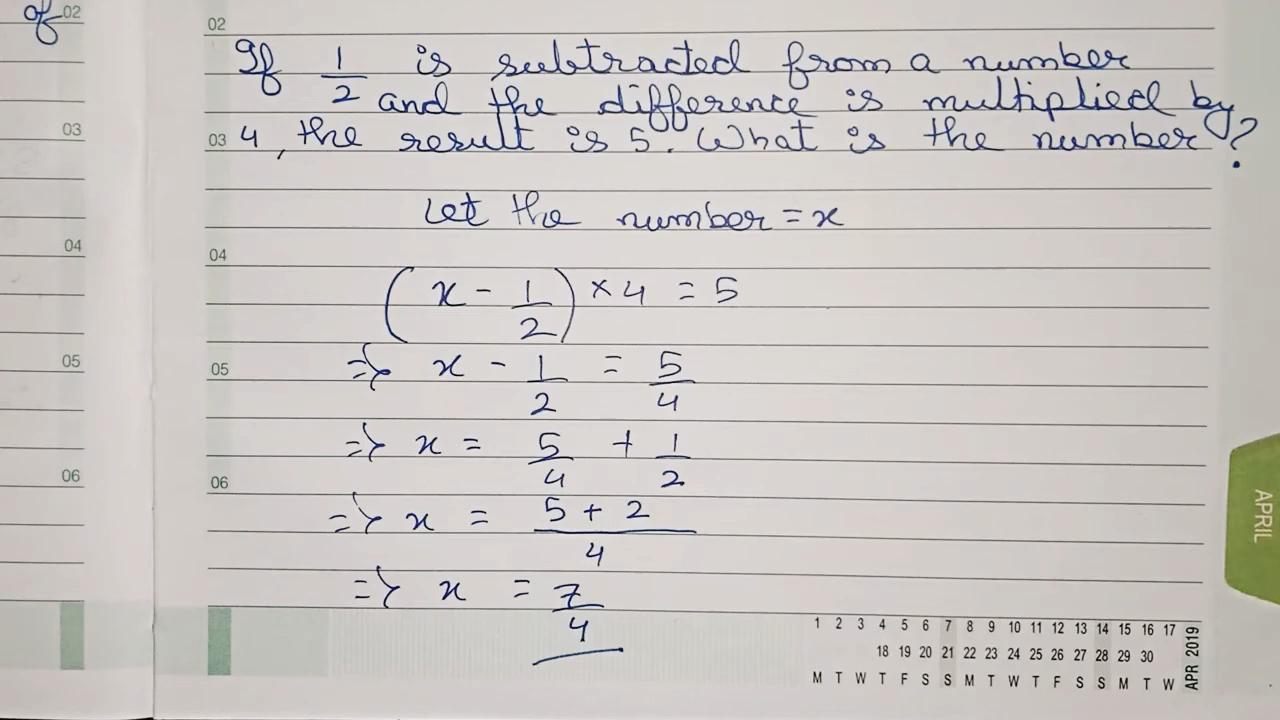 of
02
03
04
05
06
02
If 1/2 is subtracted from a number
and the difference is multiplied by
03 4, the result is 5. What is the number?
Let the number = x
04
(x - 1/2) × 4 = 5
05 => x - 1/2 = 5/4
=> x = 5/4 + 1/2
06
=> x = (5 + 2)/4
=> x = 7/4
APRIL
1 2 3 4 5 6 7 8 9 10 11 12 13 14 15 16 17
18 19 20 21 22 23 24 25 26 27 28 29 30
M T W T F S S M T W T F S S M T W
APR 2019